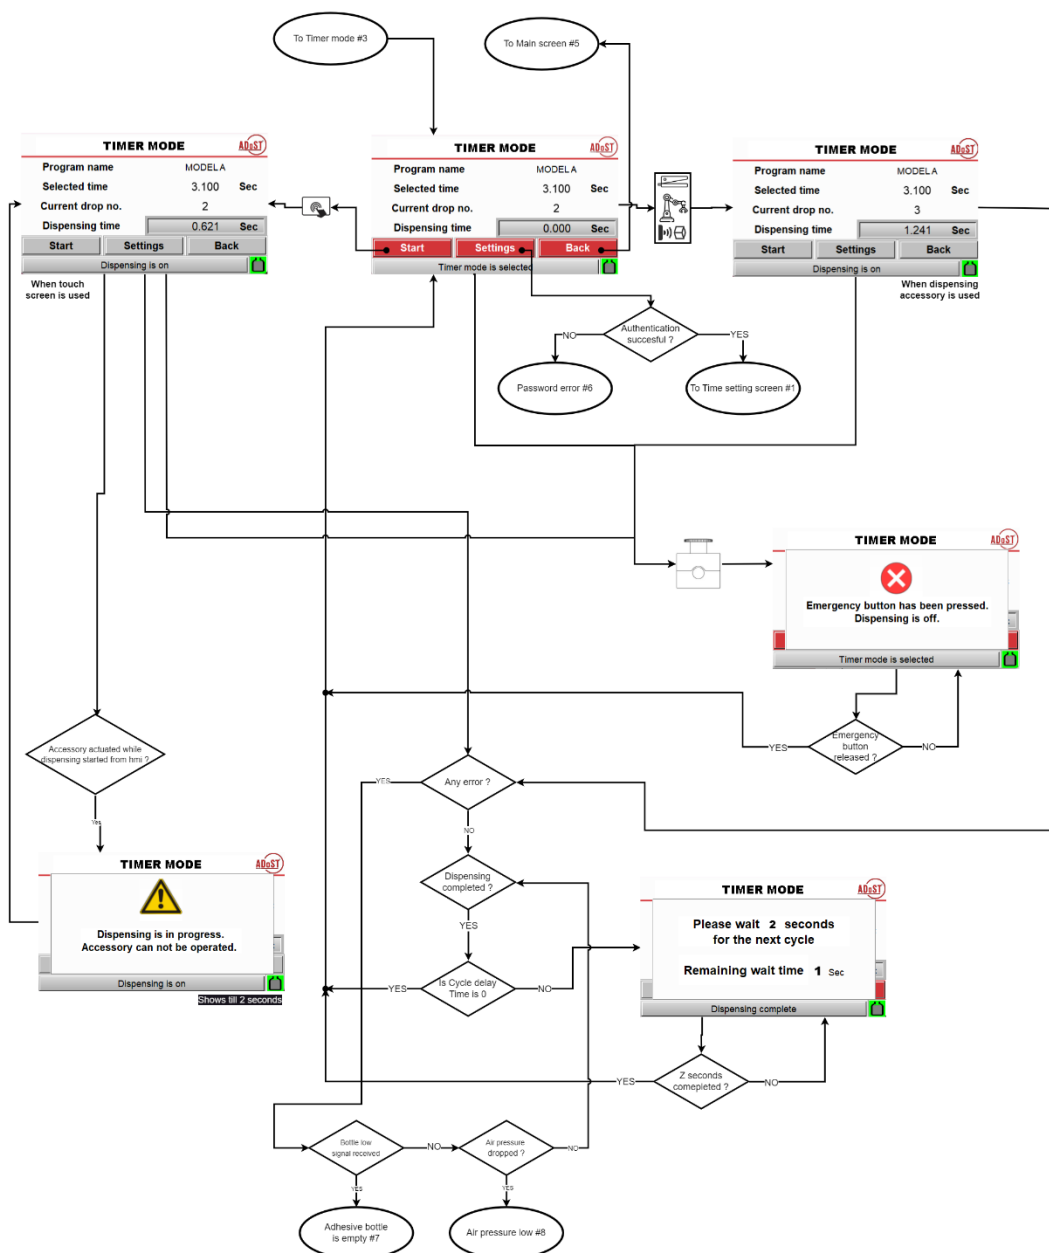 To Timer mode #3
To Main screen #5
TIMER MODE
ADoST
Program name MODEL A
Selected time 3.100 Sec
Current drop no. 2
Dispensing time 0.621 Sec
Start Settings Back
Dispensing is on
When touch
screen is used
TIMER MODE
ADoST
Program name MODEL A
Selected time 3.100 Sec
Current drop no. 2
Dispensing time 0.000 Sec
Start Settings Back
Timer mode is selected
TIMER MODE
ADoST
Program name MODEL A
Selected time 3.100 Sec
Current drop no. 3
Dispensing time 1.241 Sec
Start Settings Back
Dispensing is on
When dispensing
accessory is used
Authentication
succesful ?
NO
YES
Password error #6
To Time setting screen #1
TIMER MODE
ADoST
Emergency button has been pressed.
Dispensing is off.
Timer mode is selected
Emergency
button
released ?
YES
NO
Accessory actuated while
dispensing started from hmi ?
Yes
Any error ?
YES
NO
TIMER MODE
ADoST
Dispensing is in progress.
Accessory can not be operated.
Dispensing is on
Shows till 2 seconds
Dispensing
completed ?
YES
Is Cycle delay
Time is 0
YES
NO
TIMER MODE
ADoST
Please wait 2 seconds
for the next cycle
Remaining wait time 1 Sec
Dispensing complete
Z seconds
comepleted ?
YES
NO
Bottle low
signal received
NO
YES
Air pressure
dropped ?
NO
YES
Adhesive bottle
is empty #7
Air pressure low #8